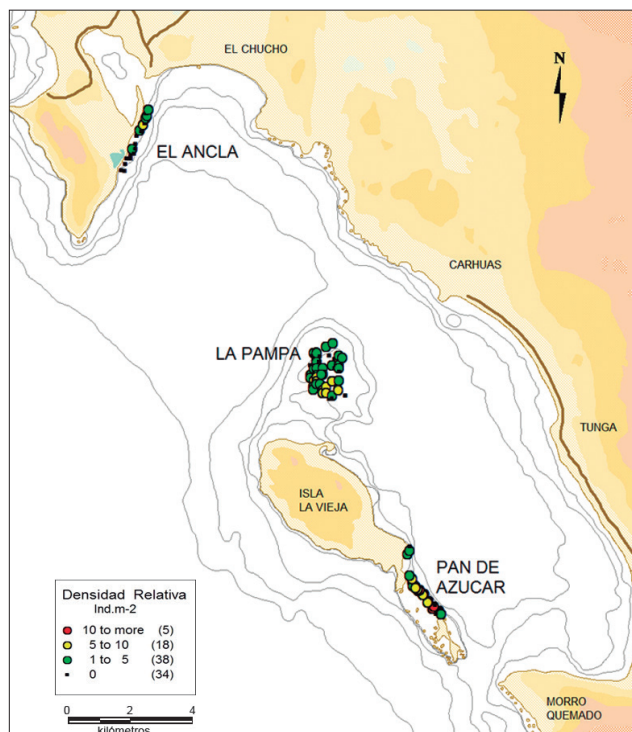 EL CHUCHO
N
EL ANCLA
CARHUAS
LA PAMPA
TUNGA
ISLA
LA VIEJA
PAN DE
AZUCAR
Densidad Relativa
Ind.m-2
10 to more (5)
5 to 10 (18)
1 to 5 (38)
0 (34)
MORRO
QUEMADO
0 2 4
kilómetros